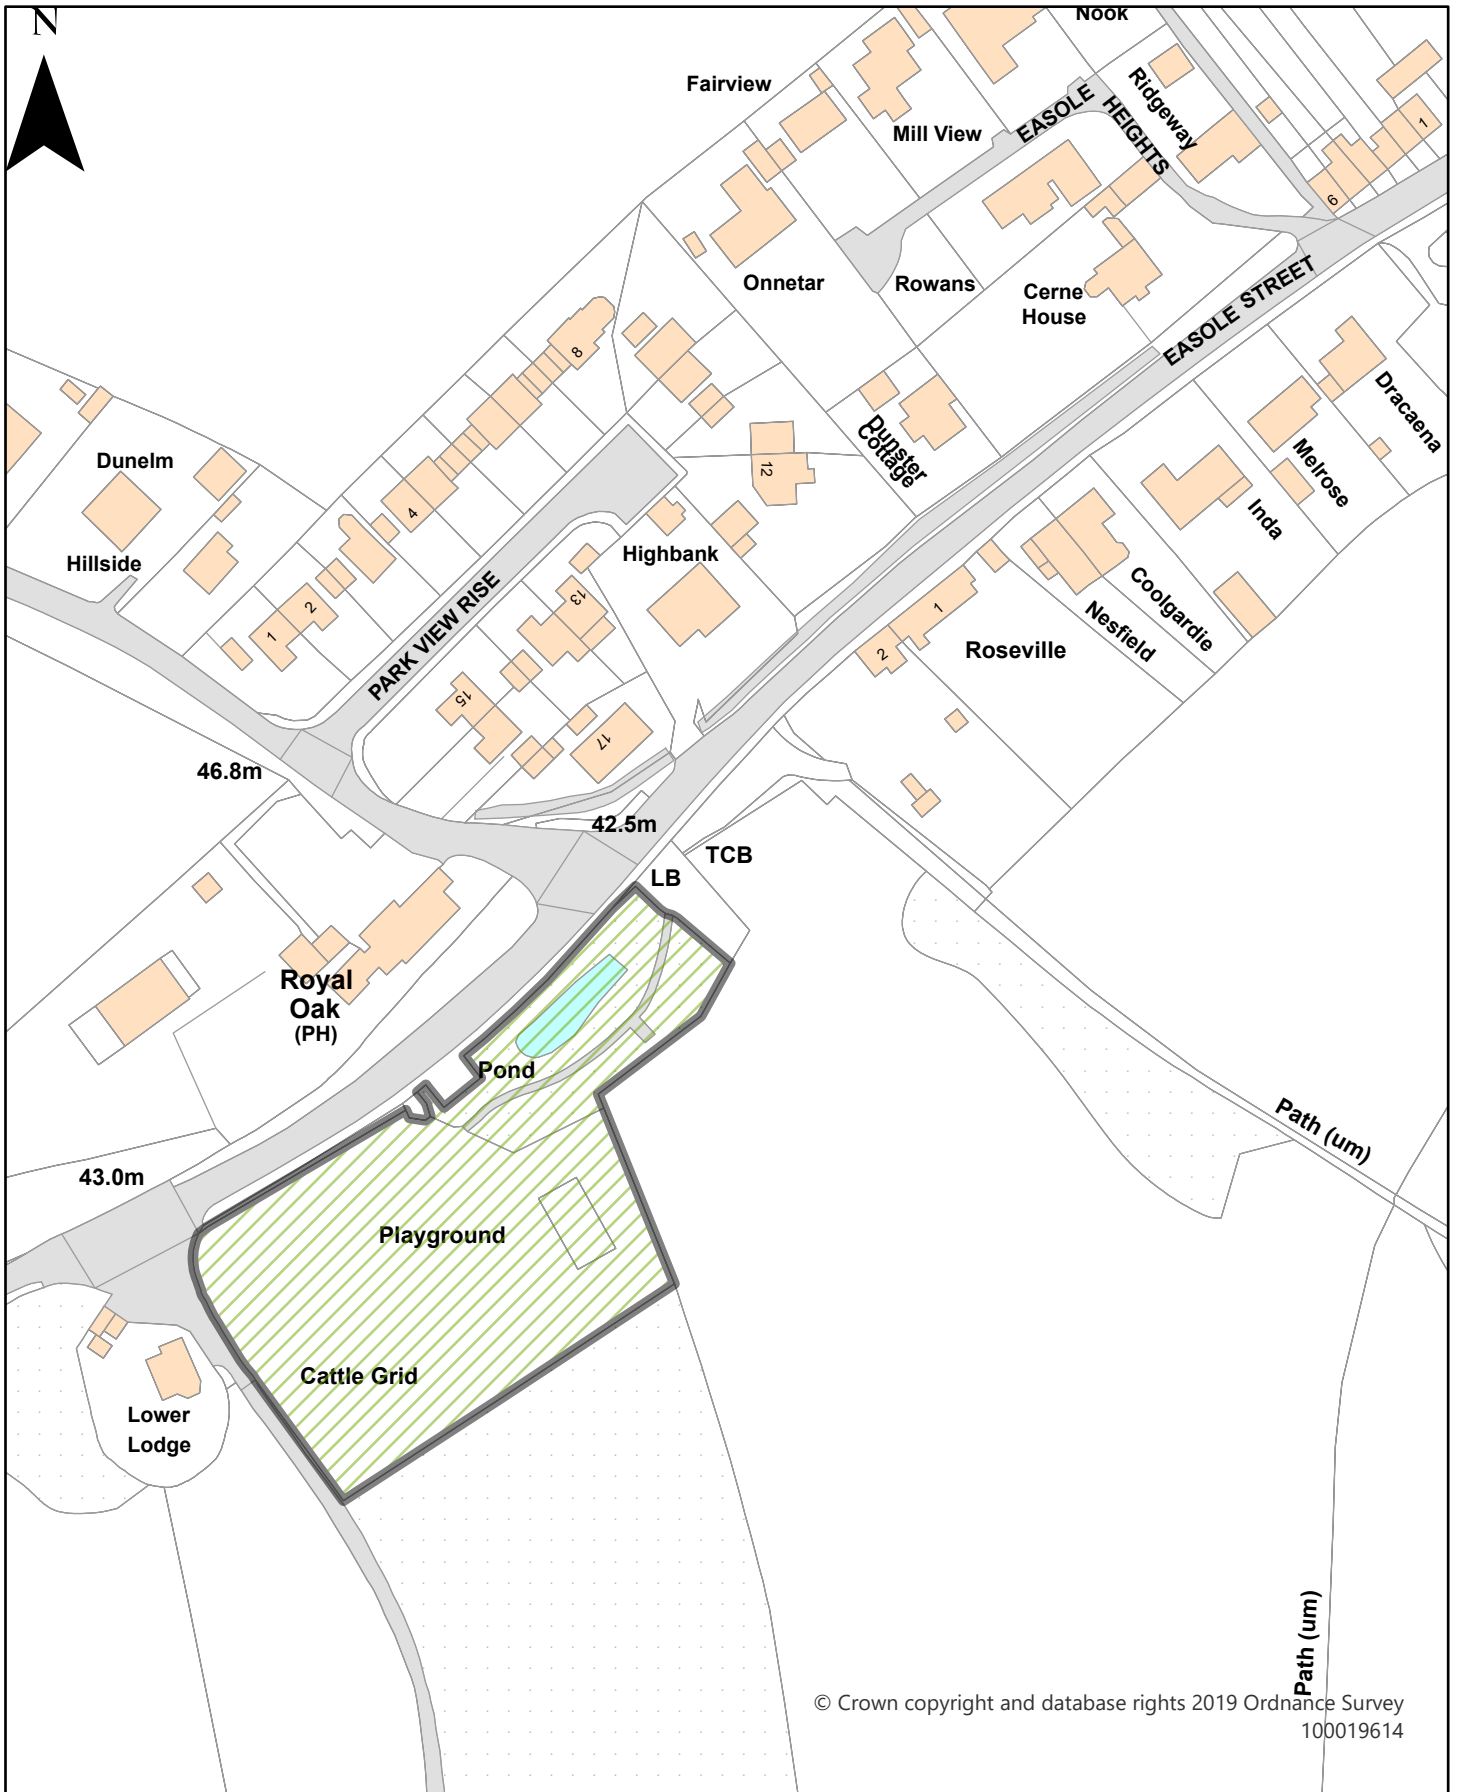 N
Nook
Fairview
Ridgeway
Mill View
EASOLE
HEIGHTS
1
6
Onnetar
Rowans
Cerne
House
EASOLE STREET
8
Dracaena
Dunster
Cottage
Dunelm
12
Melrose
4
Inda
Highbank
Hillside
13
Coolgardie
2
1
PARK VIEW RISE
1
2
Nesfield
Roseville
15
17
46.8m
42.5m
TCB
LB
Royal
Oak
(PH)
Pond
Path (um)
43.0m
Playground
Cattle Grid
Lower
Lodge
Path (um)
© Crown copyright and database rights 2019 Ordnance Survey
100019614